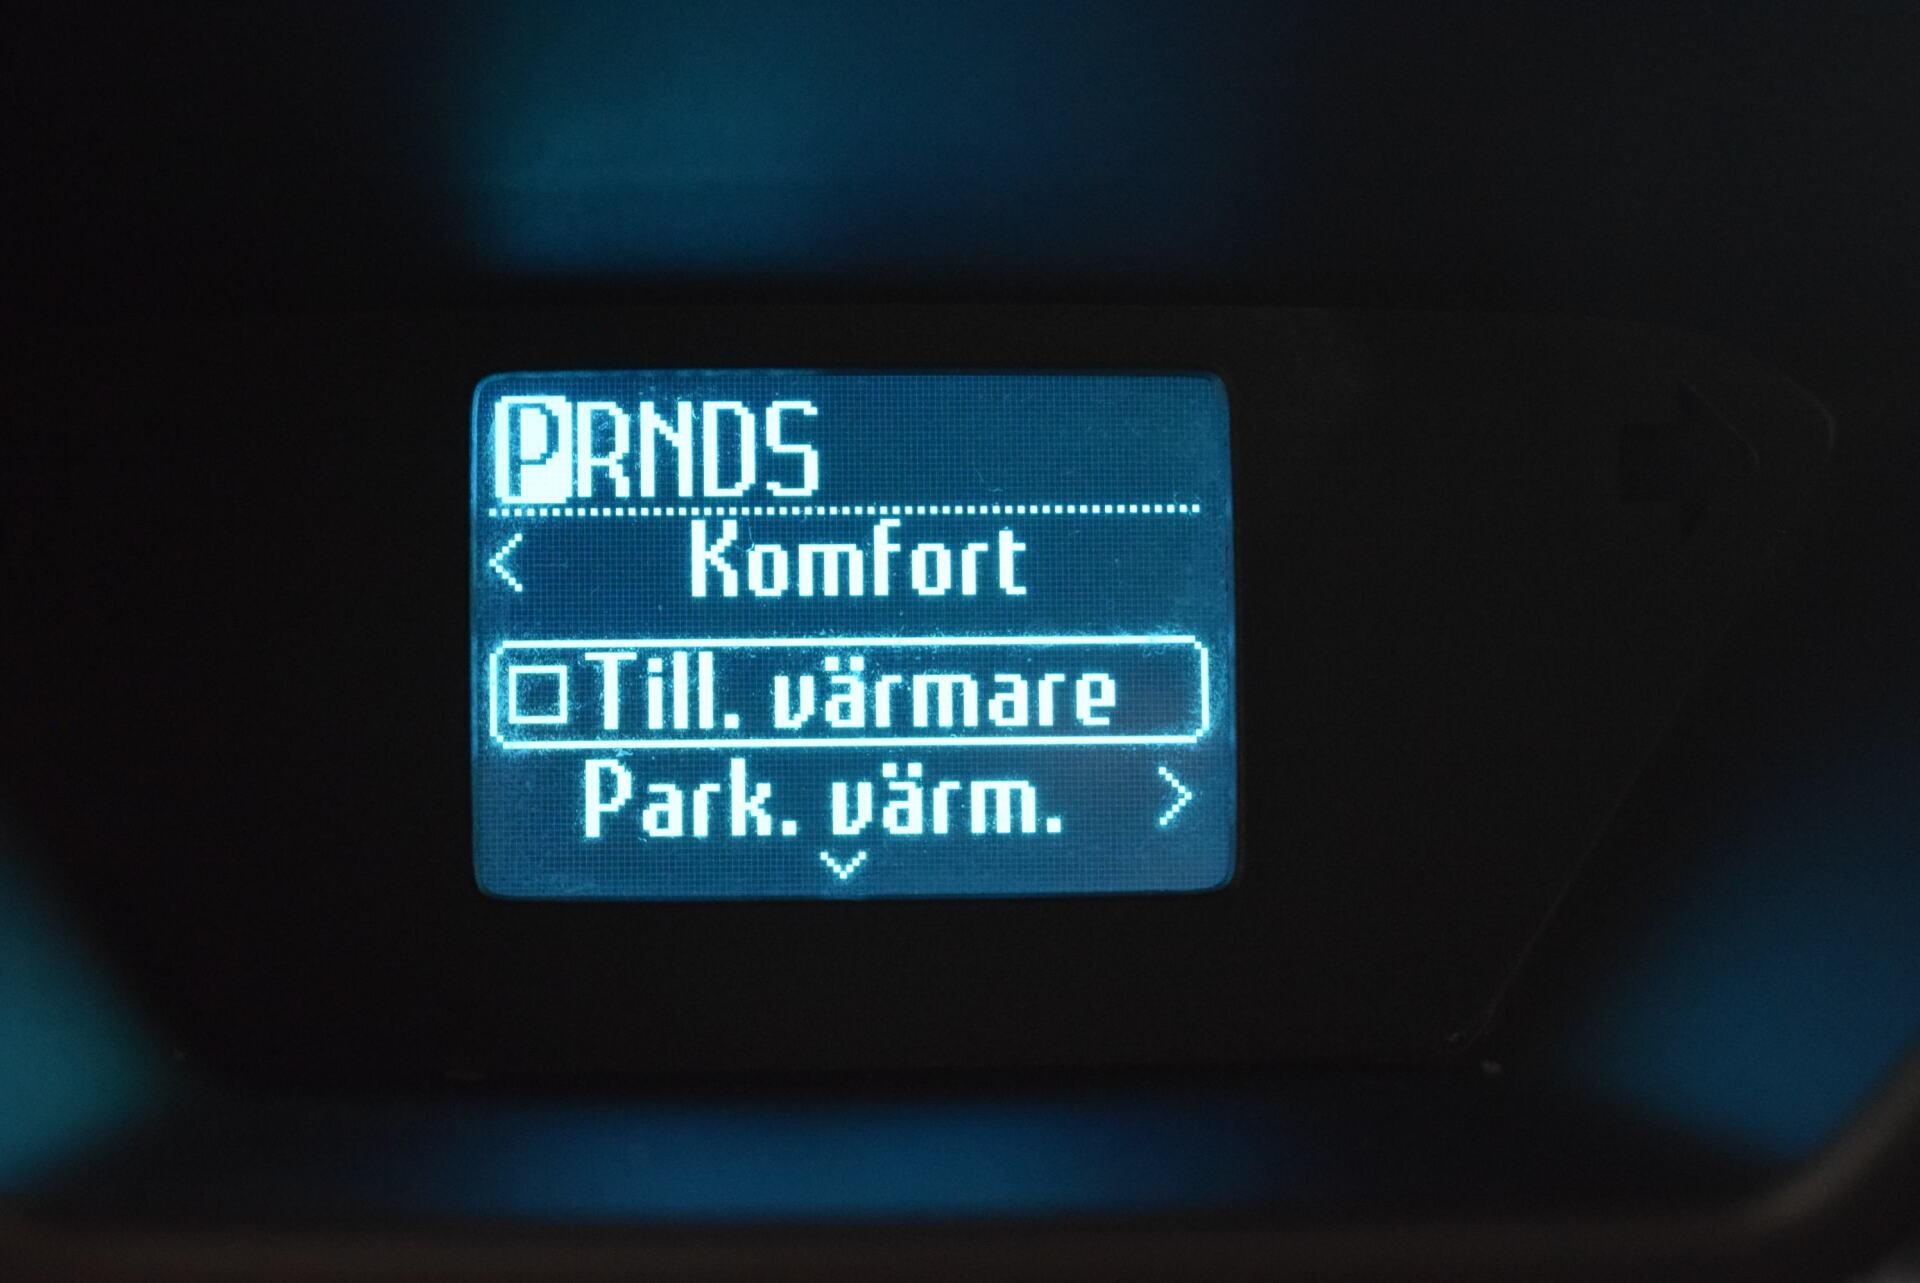 PRNDS
< Komfort
Till. värmare
Park. värm. >